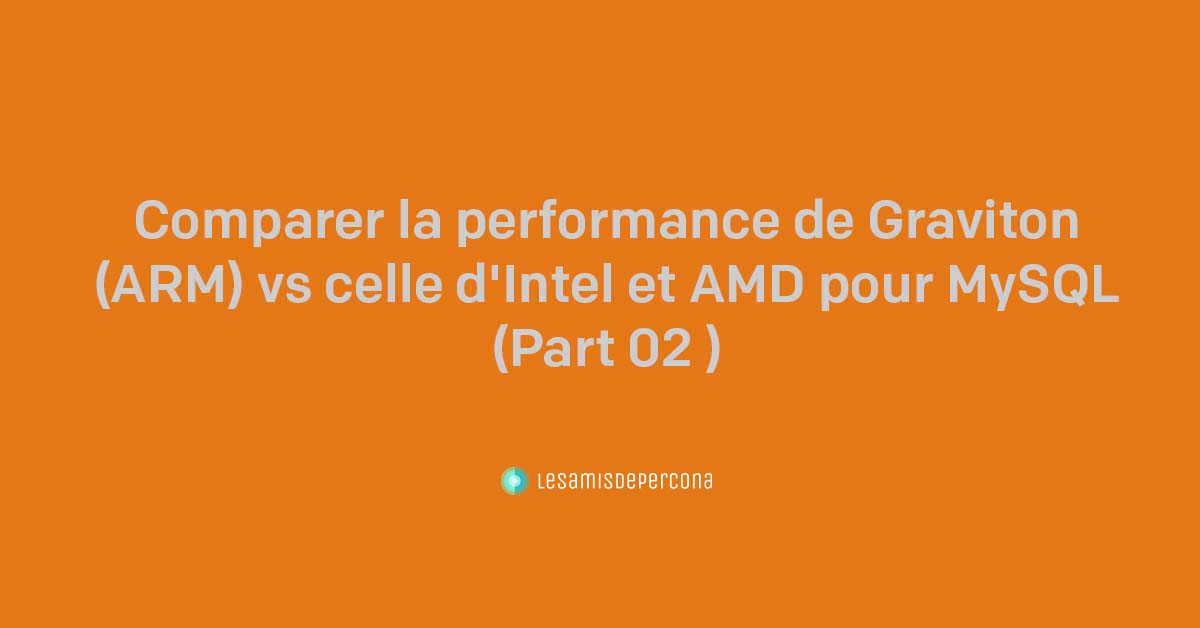 Comparer la performance de Graviton
(ARM) vs celle d'Intel et AMD pour MySQL
(Part 02 )
Lesamisdepercona